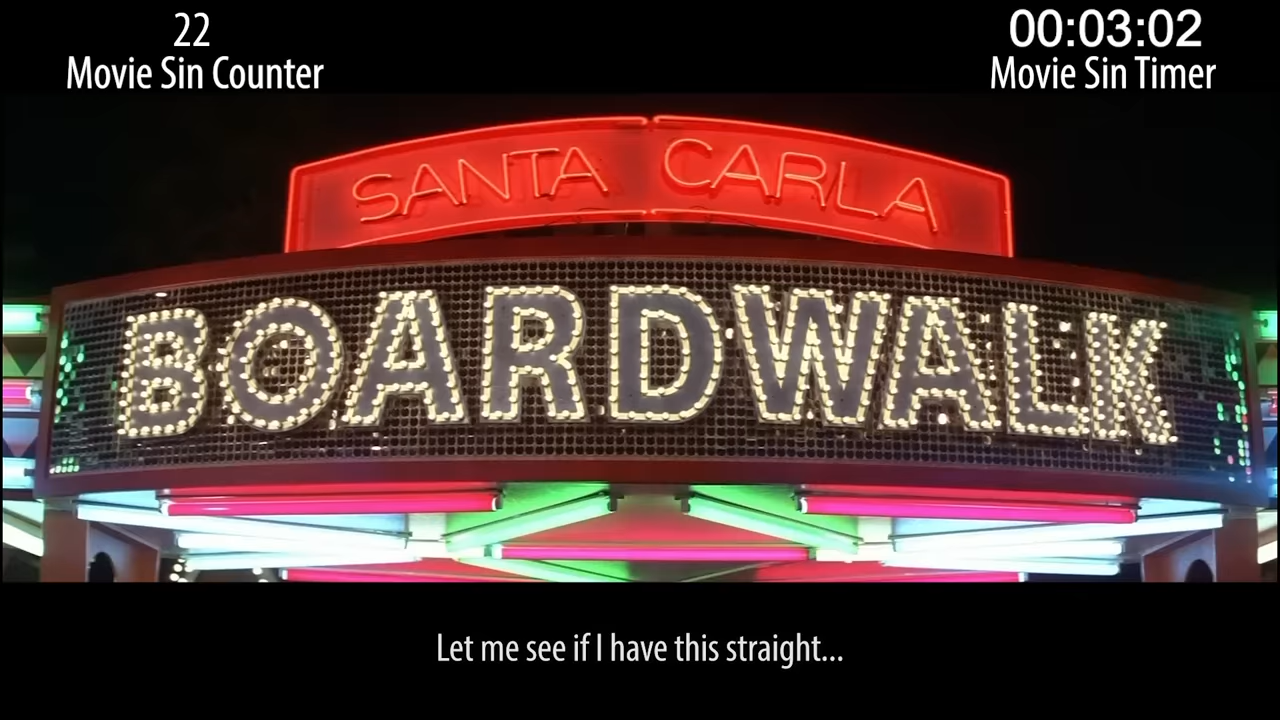 22
Movie Sin Counter
00:03:02
Movie Sin Timer
SANTA CARLA
BOARDWALK
Let me see if I have this straight...